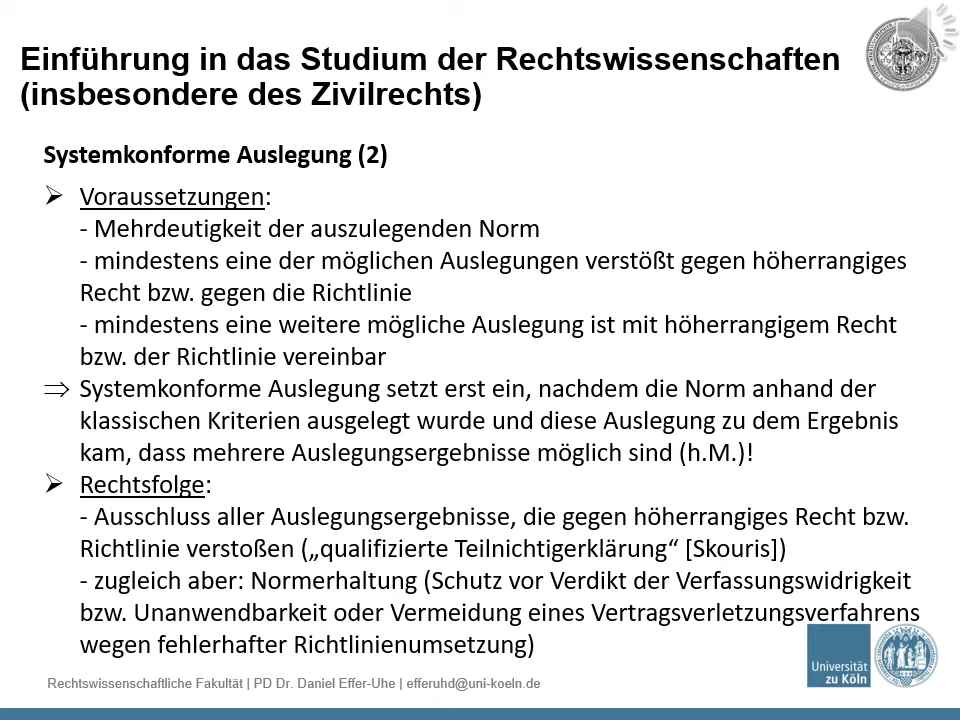 Einführung in das Studium der Rechtswissenschaften
(insbesondere des Zivilrechts)
Systemkonforme Auslegung (2)
➢ Voraussetzungen:
- Mehrdeutigkeit der auszulegenden Norm
- mindestens eine der möglichen Auslegungen verstößt gegen höherrangiges
Recht bzw. gegen die Richtlinie
- mindestens eine weitere mögliche Auslegung ist mit höherrangigem Recht
bzw. der Richtlinie vereinbar
⇒ Systemkonforme Auslegung setzt erst ein, nachdem die Norm anhand der
klassischen Kriterien ausgelegt wurde und diese Auslegung zu dem Ergebnis
kam, dass mehrere Auslegungsergebnisse möglich sind (h.M.)!
➢ Rechtsfolge:
- Ausschluss aller Auslegungsergebnisse, die gegen höherrangiges Recht bzw.
Richtlinie verstoßen („qualifizierte Teilnichtigerklärung“ [Skouris])
- zugleich aber: Normerhaltung (Schutz vor Verdikt der Verfassungswidrigkeit
bzw. Unanwendbarkeit oder Vermeidung eines Vertragsverletzungsverfahrens
wegen fehlerhafter Richtlinienumsetzung)
Universität
zu Köln
Rechtswissenschaftliche Fakultät | PD Dr. Daniel Effer-Uhe | efferuhd@uni-koeln.de